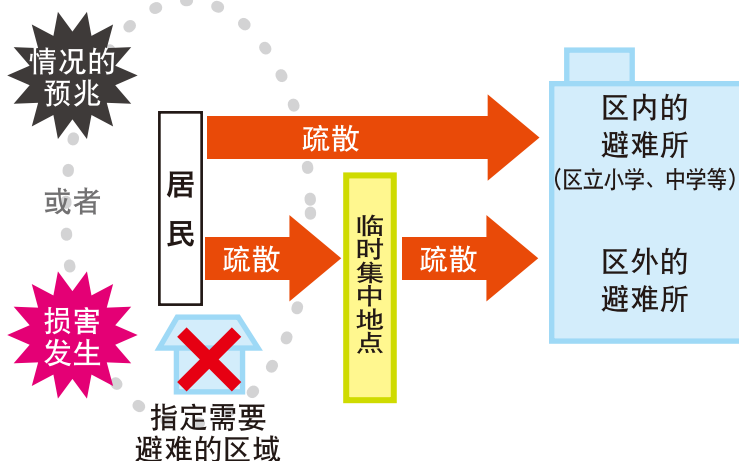 情况的
预兆
或者
损害
发生
居民
疏散
疏散
临时集中地点
疏散
区内的
避难所
（区立小学、中学等）
区外的
避难所
指定需要
避难的区域